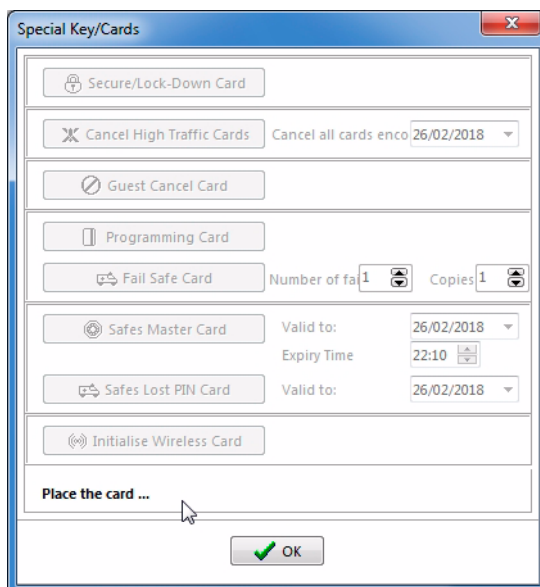 Special Key/Cards
Secure/Lock-Down Card
Cancel High Traffic Cards Cancel all cards enco 26/02/2018
Guest Cancel Card
Programming Card
Fail Safe Card Number of fai 1 Copies 1
Safes Master Card Valid to: 26/02/2018
Expiry Time 22:10
Safes Lost PIN Card Valid to: 26/02/2018
Initialise Wireless Card
Place the card ...
OK